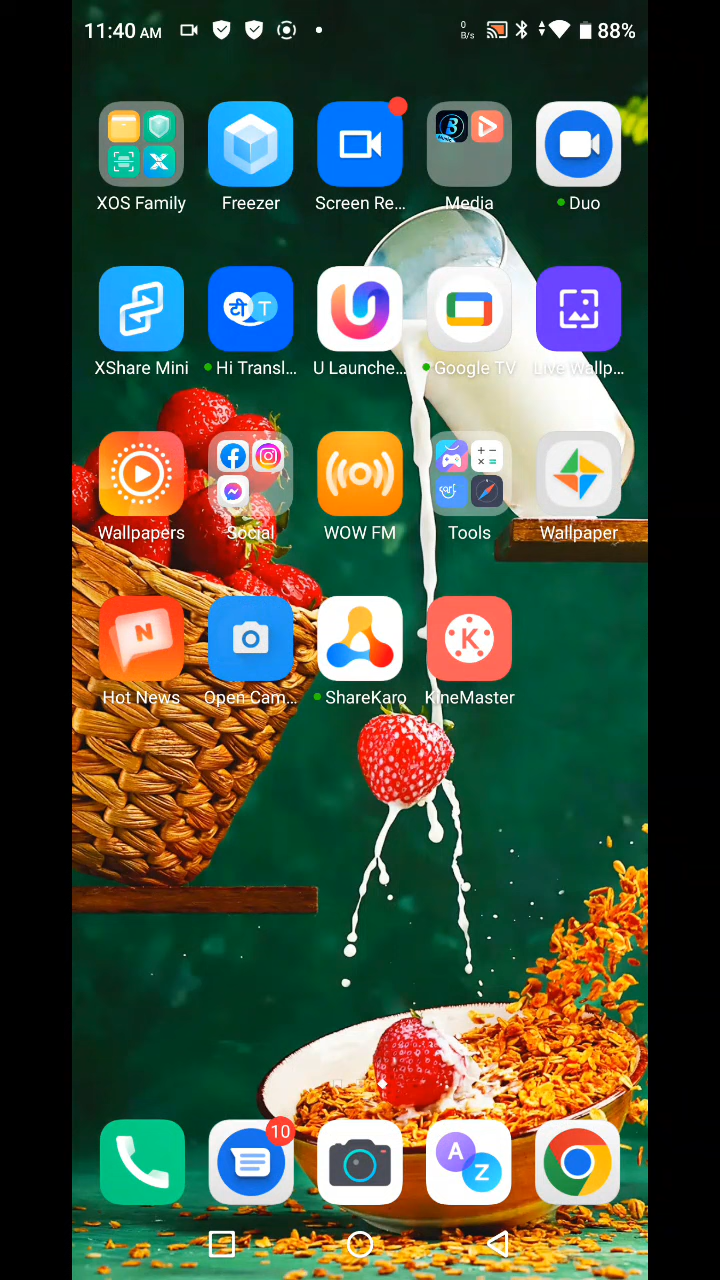 11:40 AM
0
B/s
88%
XOS Family
Freezer
Screen Re...
Media
Duo
टी T
XShare Mini
Hi Transl...
U Launche...
Google TV
Live Wallp...
Wallpapers
Social
WOW FM
Tools
Wallpaper
N
K
Hot News
Open Cam...
ShareKaro
KineMaster
10
A
Z